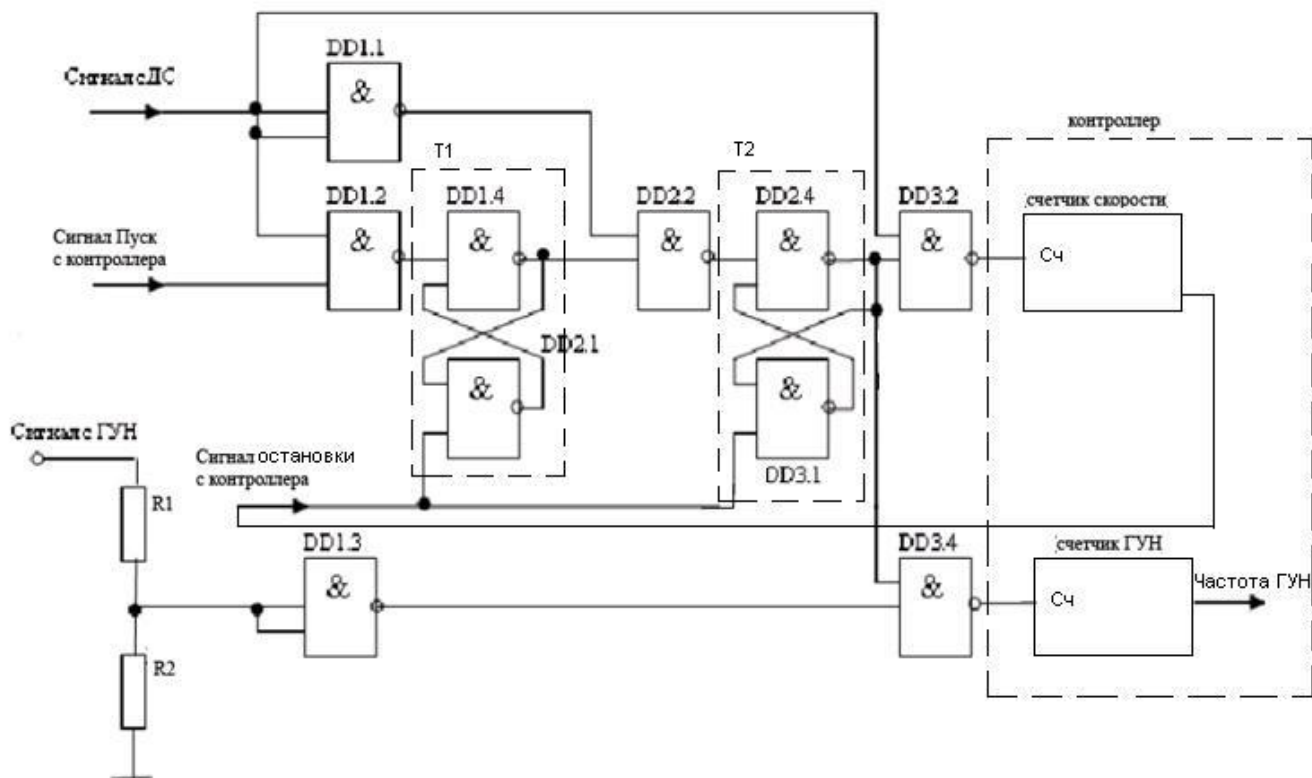 DD1.1
Сигнал с ДС
&
контроллер
T1
T2
DD1.2
DD1.4
DD2.2
DD2.4
DD3.2
счетчик скорости
Сигнал Пуск
с контроллера
&
&
&
&
&
Сч
DD2.1
&
&
Сигнал с ГУН
Сигнал остановки
с контроллера
DD3.1
R1
DD1.3
DD3.4
счетчик ГУН
&
&
Сч
Частота ГУН
R2